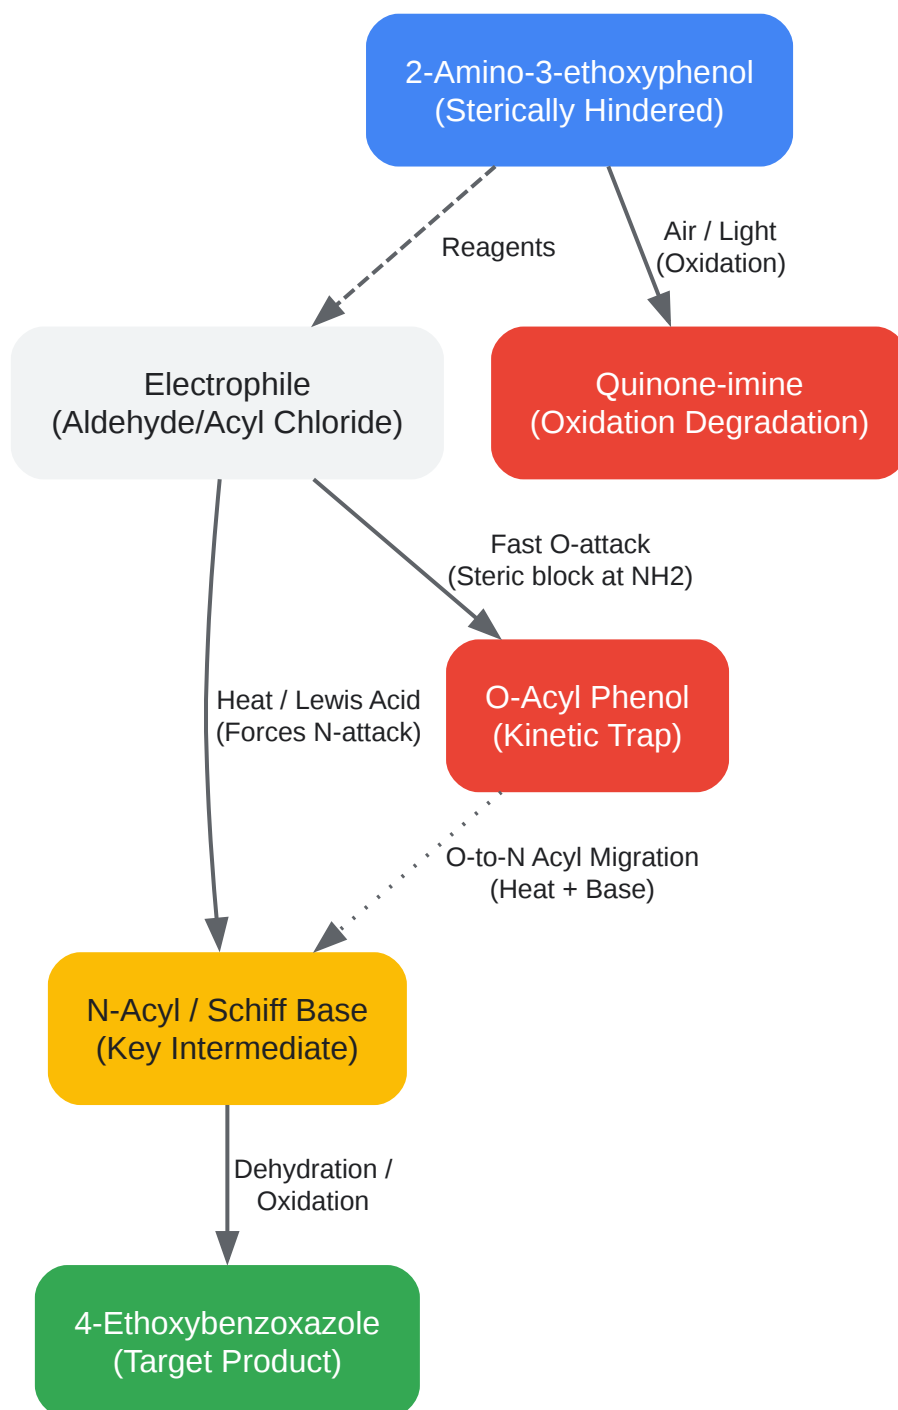 2-Amino-3-ethoxyphenol
(Sterically Hindered)
Reagents
Air / Light
(Oxidation)
Electrophile
(Aldehyde/Acyl Chloride)
Quinone-imine
(Oxidation Degradation)
Fast O-attack
(Steric block at NH2)
Heat / Lewis Acid
(Forces N-attack)
O-Acyl Phenol
(Kinetic Trap)
O-to-N Acyl Migration
(Heat + Base)
N-Acyl / Schiff Base
(Key Intermediate)
Dehydration /
Oxidation
4-Ethoxybenzoxazole
(Target Product)